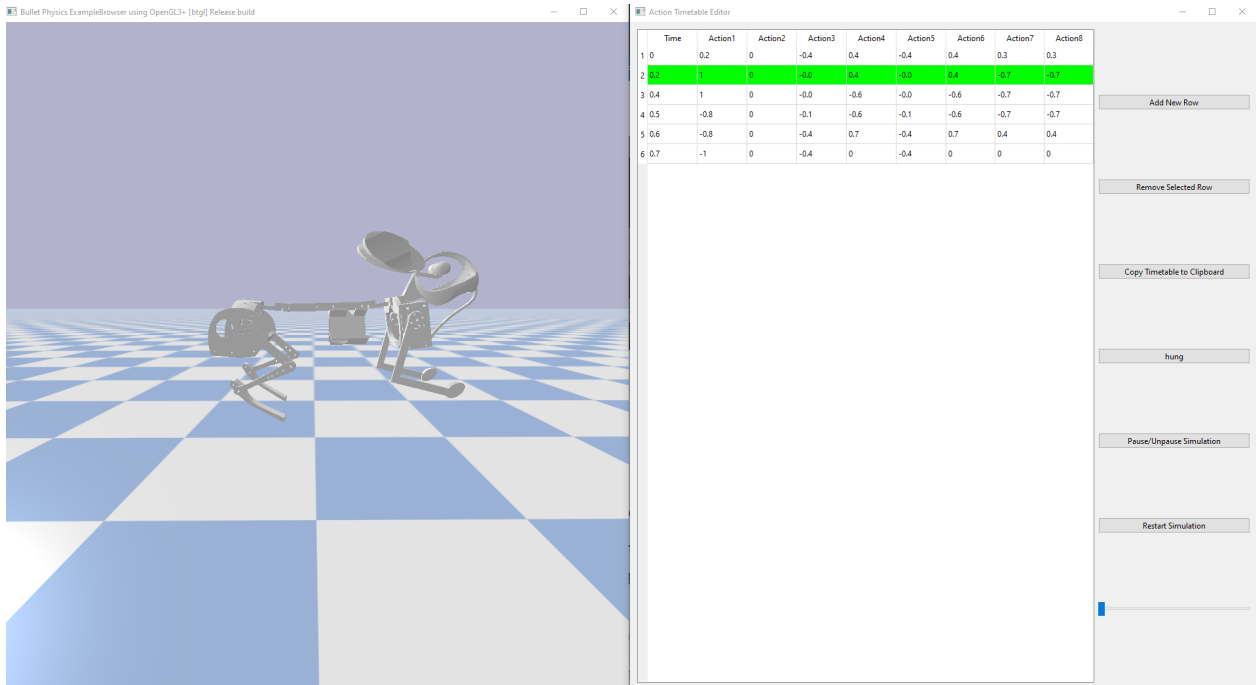 Bullet Physics ExampleBrowser using OpenGL3+ [btgl] Release build
Action Timetable Editor
Time Action1 Action2 Action3 Action4 Action5 Action6 Action7 Action8
1 0 0.2 0 -0.4 0.4 -0.4 0.4 0.3 0.3
2 0.2 1 0 -0.0 0.4 -0.0 0.4 -0.7 -0.7
3 0.4 1 0 -0.0 -0.6 -0.0 -0.6 -0.7 -0.7
4 0.5 -0.8 0 -0.1 -0.6 -0.1 -0.6 -0.7 -0.7
5 0.6 -0.8 0 -0.4 0.7 -0.4 0.7 0.4 0.4
6 0.7 -1 0 -0.4 0 -0.4 0 0 0
Add New Row
Remove Selected Row
Copy Timetable to Clipboard
hung
Pause/Unpause Simulation
Restart Simulation